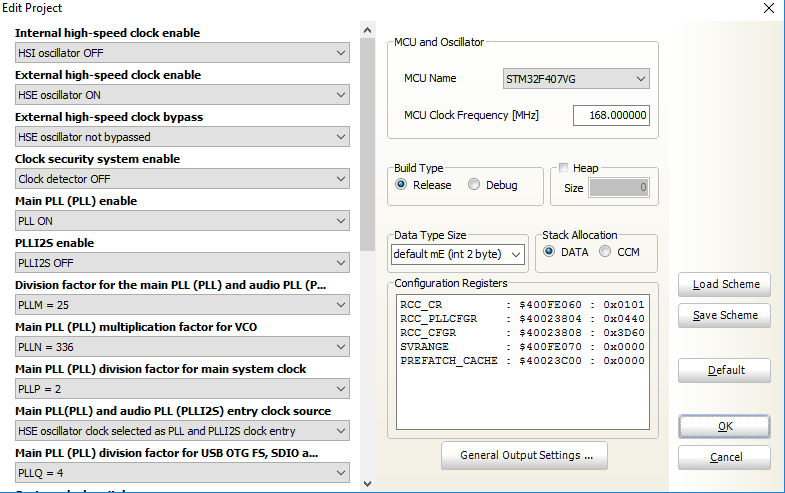 Edit Project
Internal high-speed clock enable
HSI oscillator OFF
External high-speed clock enable
HSE oscillator ON
External high-speed clock bypass
HSE oscillator not bypassed
Clock security system enable
Clock detector OFF
Main PLL (PLL) enable
PLL ON
PLLI2S enable
PLLI2S OFF
Division factor for the main PLL (PLL) and audio PLL (P...
PLLM = 25
Main PLL (PLL) multiplication factor for VCO
PLLN = 336
Main PLL (PLL) division factor for main system clock
PLLP = 2
Main PLL(PLL) and audio PLL (PLLI2S) entry clock source
HSE oscillator clock selected as PLL and PLLI2S clock entry
Main PLL (PLL) division factor for USB OTG FS, SDIO a...
PLLQ = 4
MCU and Oscillator
MCU Name STM32F407VG
MCU Clock Frequency [MHz] 168.000000
Build Type
Release Debug
Heap
Size 0
Data Type Size
default mE (int 2 byte)
Stack Allocation
DATA CCM
Configuration Registers
RCC_CR : $400FE060 : 0x0101
RCC_PLLCFGR : $40023804 : 0x0440
RCC_CFGR : $40023808 : 0x3D60
SVRANGE : $400FE070 : 0x0000
PREFATCH_CACHE : $40023C00 : 0x0000
General Output Settings ...
Load Scheme
Save Scheme
Default
OK
Cancel